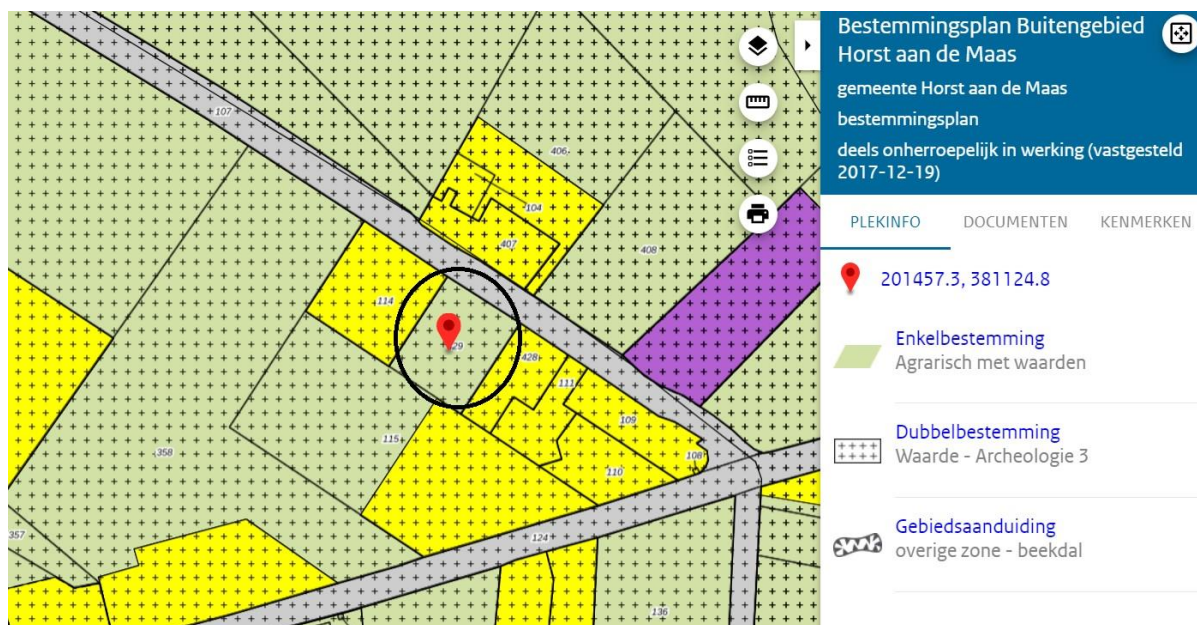 107
406
104
407
408
114
29
428
111
109
115
358
108
110
357
124
136
Bestemmingsplan Buitengebied
Horst aan de Maas
gemeente Horst aan de Maas
bestemmingsplan
deels onherroepelijk in werking (vastgesteld
2017-12-19)
PLEKINFO DOCUMENTEN KENMERKEN
201457.3, 381124.8
Enkelbestemming
Agrarisch met waarden
Dubbelbestemming
Waarde - Archeologie 3
Gebiedsaanduiding
overige zone - beekdal